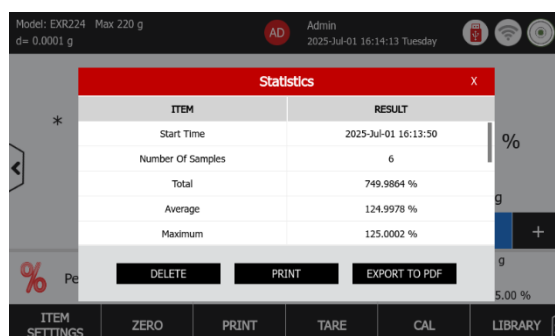 Model: EXR224 Max 220 g
d= 0.0001 g
AD
Admin
2025-Jul-01 16:14:13 Tuesday
Statistics
X
ITEM RESULT
Start Time 2025-Jul-01 16:13:50
Number Of Samples 6
Total 749.9864 %
Average 124.9978 %
Maximum 125.0002 %
DELETE PRINT EXPORT TO PDF
*
%
g
+
g
% Pe
5.00 %
ITEM SETTINGS ZERO PRINT TARE CAL LIBRARY